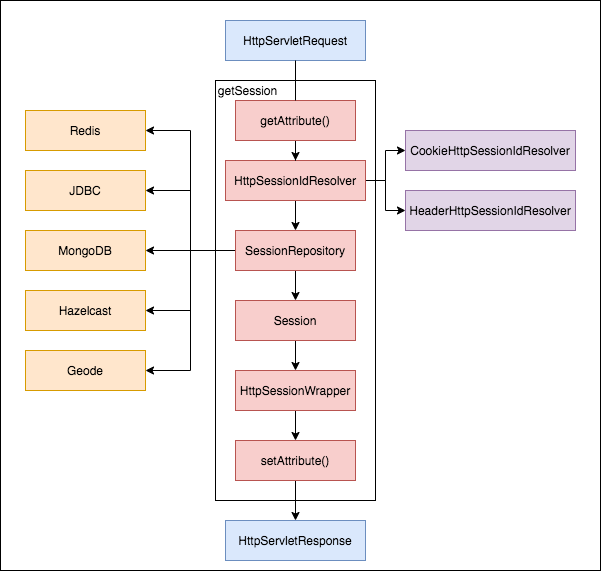 HttpServletRequest
getSession
getAttribute()
Redis
CookieHttpSessionIdResolver
HttpSessionIdResolver
JDBC
HeaderHttpSessionIdResolver
MongoDB
SessionRepository
Hazelcast
Session
Geode
HttpSessionWrapper
setAttribute()
HttpServletResponse